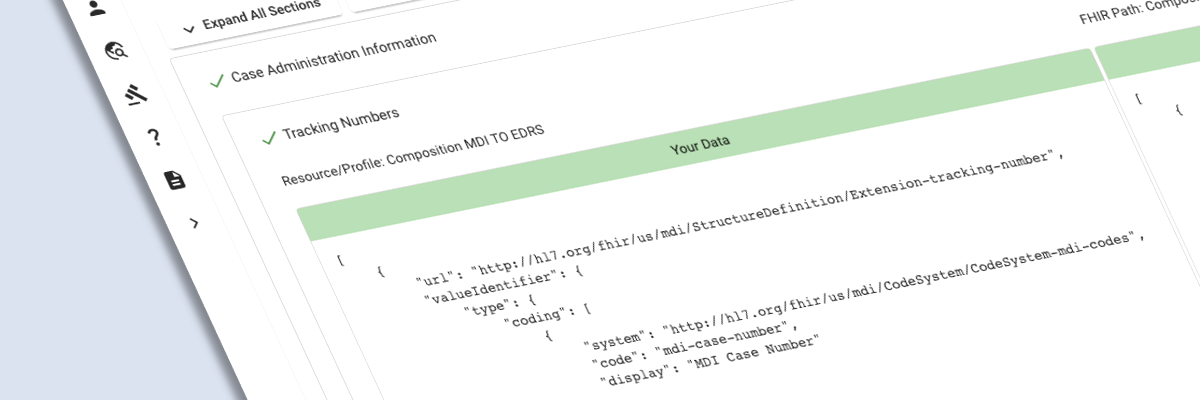 Expand All Sections
Case Administration Information
FHIR Path:
Tracking Numbers
Resource/Profile: Composition MDI TO EDRS
Your Data
[
{
"url": "http://hl7.org/fhir/us/mdi/StructureDefinition/Extension-tracking-number",
"valueIdentifier": {
"type": {
"coding": [
{
"system": "http://hl7.org/fhir/us/mdi/CodeSystem/CodeSystem-mdi-codes",
"code": "mdi-case-number",
"display": "MDI Case Number"
[
{